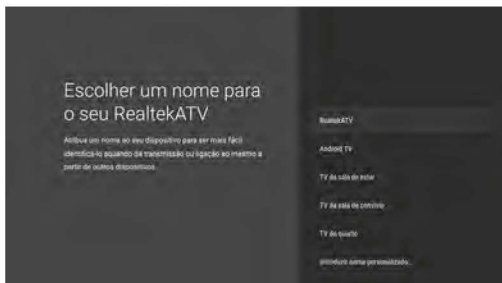 Escolher um nome para
o seu RealtekATV
Atribua um nome ao seu dispositivo para ser mais fácil
identificá-lo aquando da transmissão ou ligação ao mesmo a
partir de outros dispositivos.
RealtekATV
Android TV
TV da sala de estar
TV da sala de convívio
TV do quarto
Introduzir nome personalizado...